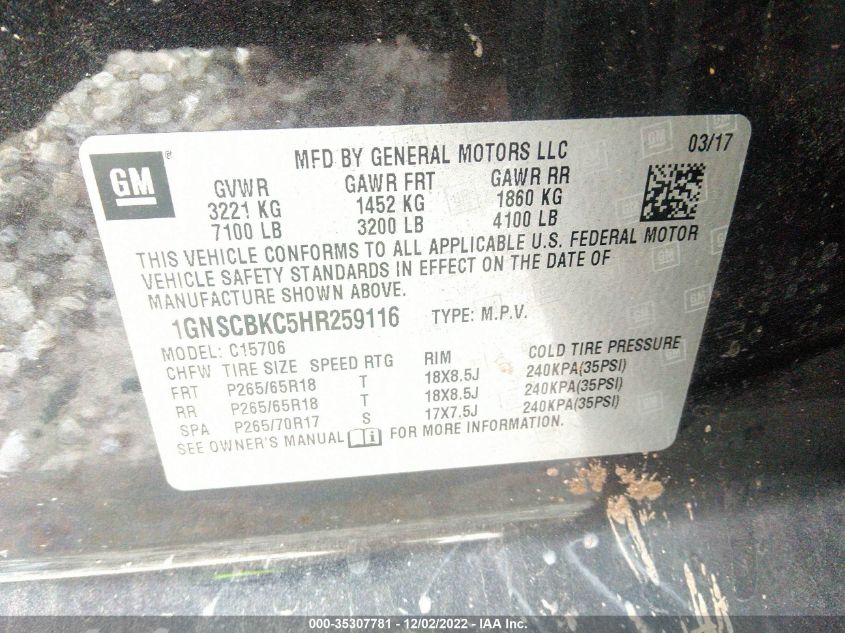 GM ®
MFD BY GENERAL MOTORS LLC 03/17
GVWR GAWR FRT GAWR RR
3221 KG 1452 KG 1860 KG
7100 LB 3200 LB 4100 LB
THIS VEHICLE CONFORMS TO ALL APPLICABLE U.S. FEDERAL MOTOR
VEHICLE SAFETY STANDARDS IN EFFECT ON THE DATE OF
MANUFACTURE SHOWN ABOVE.
1GNSCBKC5HR259116 TYPE: M.P.V.
MODEL: C15706
CHFW TIRE SIZE SPEED RTG RIM COLD TIRE PRESSURE
FRT P265/65R18 T 18X8.5J 240KPA(35PSI)
RR P265/65R18 T 18X8.5J 240KPA(35PSI)
SPA P265/70R17 S 17X7.5J 240KPA(35PSI)
SEE OWNER'S MANUAL i FOR MORE INFORMATION.
000-35307781 - 12/02/2022 - IAA Inc.